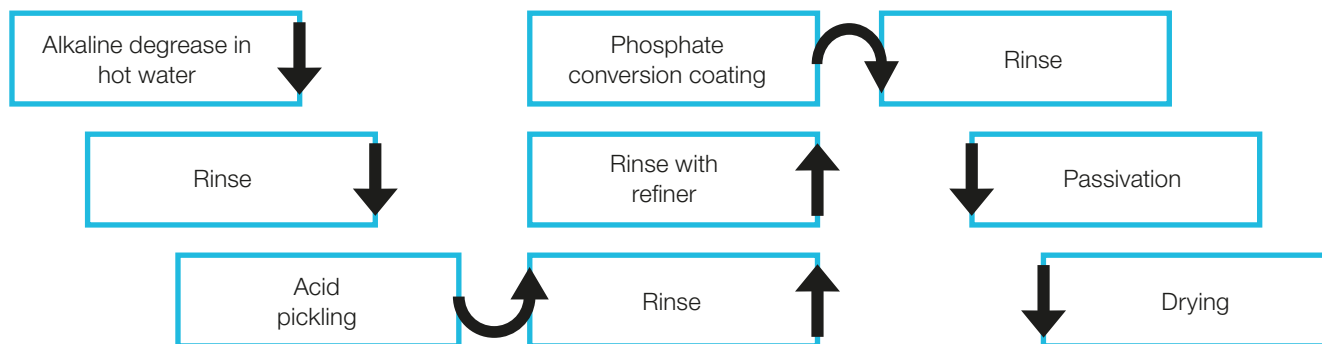 Alkaline degrease in
hot water
Rinse
Acid
pickling
Rinse
Rinse with
refiner
Phosphate
conversion coating
Rinse
Passivation
Drying